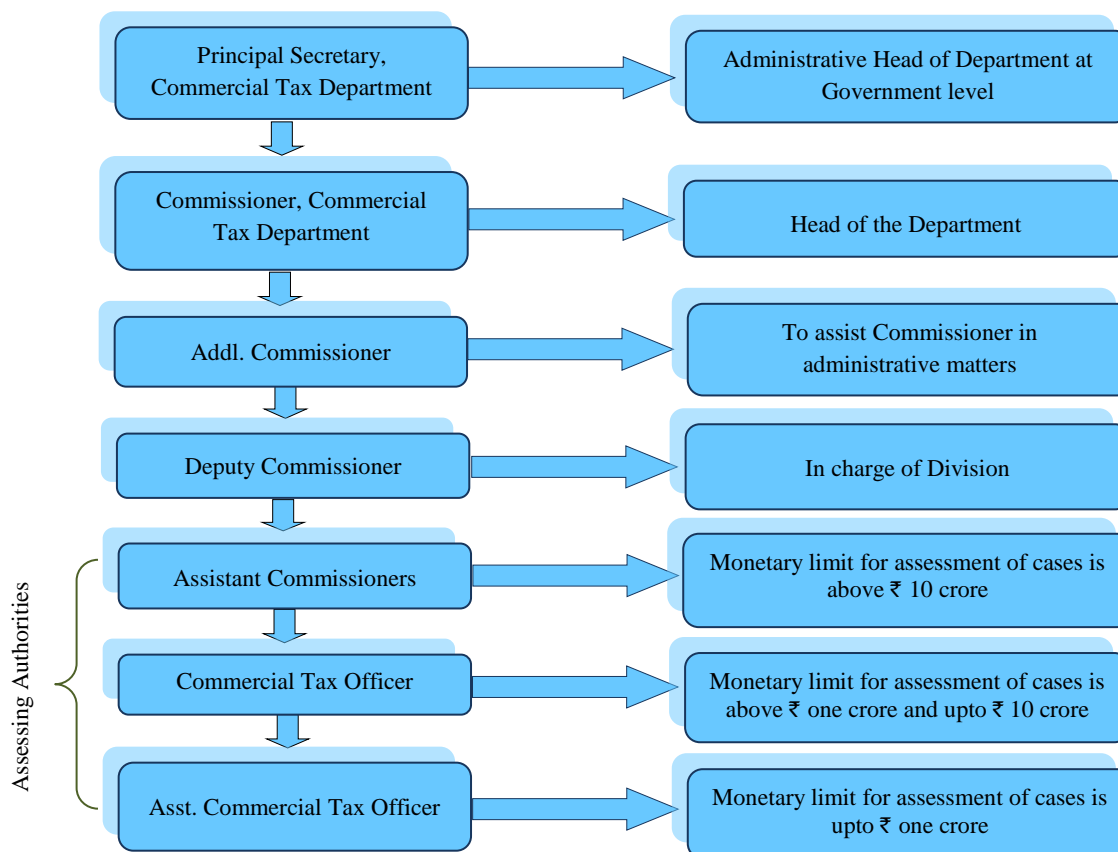 Principal Secretary,
Commercial Tax Department
Administrative Head of Department at
Government level
Commissioner, Commercial
Tax Department
Head of the Department
Addl. Commissioner
To assist Commissioner in
administrative matters
Deputy Commissioner
In charge of Division
Assessing Authorities
Assistant Commissioners
Monetary limit for assessment of cases is
above ₹ 10 crore
Commercial Tax Officer
Monetary limit for assessment of cases is
above ₹ one crore and upto ₹ 10 crore
Asst. Commercial Tax Officer
Monetary limit for assessment of cases is
upto ₹ one crore